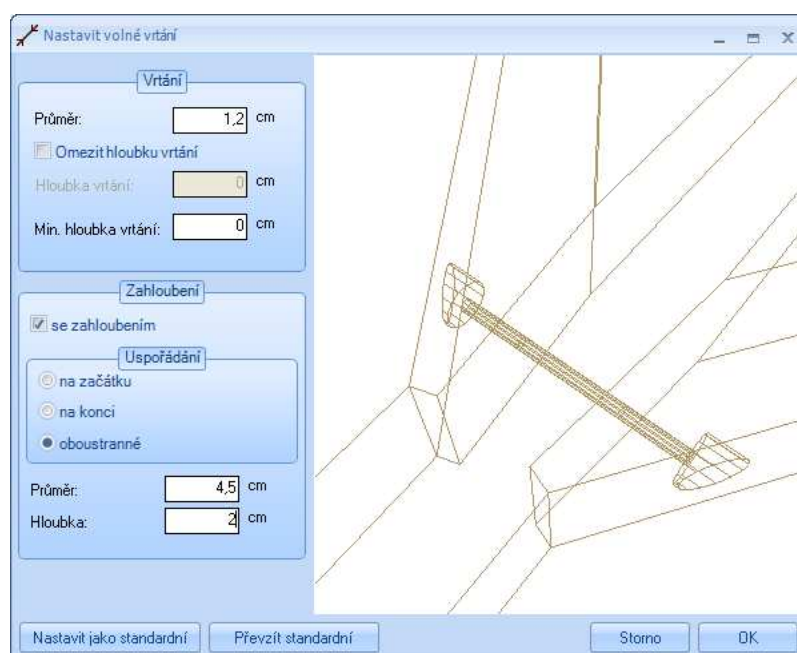 Nastavit volné vrtání
Vrtání
Průměr: 1,2 cm
Omezit hloubku vrtání
Hloubka vrtání: 0 cm
Min. hloubka vrtání: 0 cm
Zahloubení
se zahloubením
Uspořádání
na začátku
na konci
oboustranné
Průměr: 4,5 cm
Hloubka: 2 cm
Nastavit jako standardní Převzít standardní Storno OK